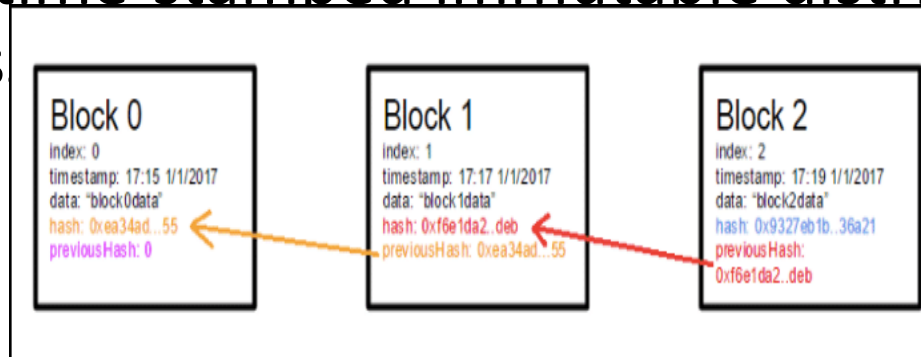 Block 0
index: 0
timestamp: 17:15 1/1/2017
data: "block0data"
hash: 0xea34ad...55
previousHash: 0
Block 1
index: 1
timestamp: 17:17 1/1/2017
data: "block1data"
hash: 0xf6e1da2..deb
previousHash: 0xea34ad...55
Block 2
index: 2
timestamp: 17:19 1/1/2017
data: "block2data"
hash: 0x9327eb1b..36a21
previousHash:
0xf6e1da2..deb